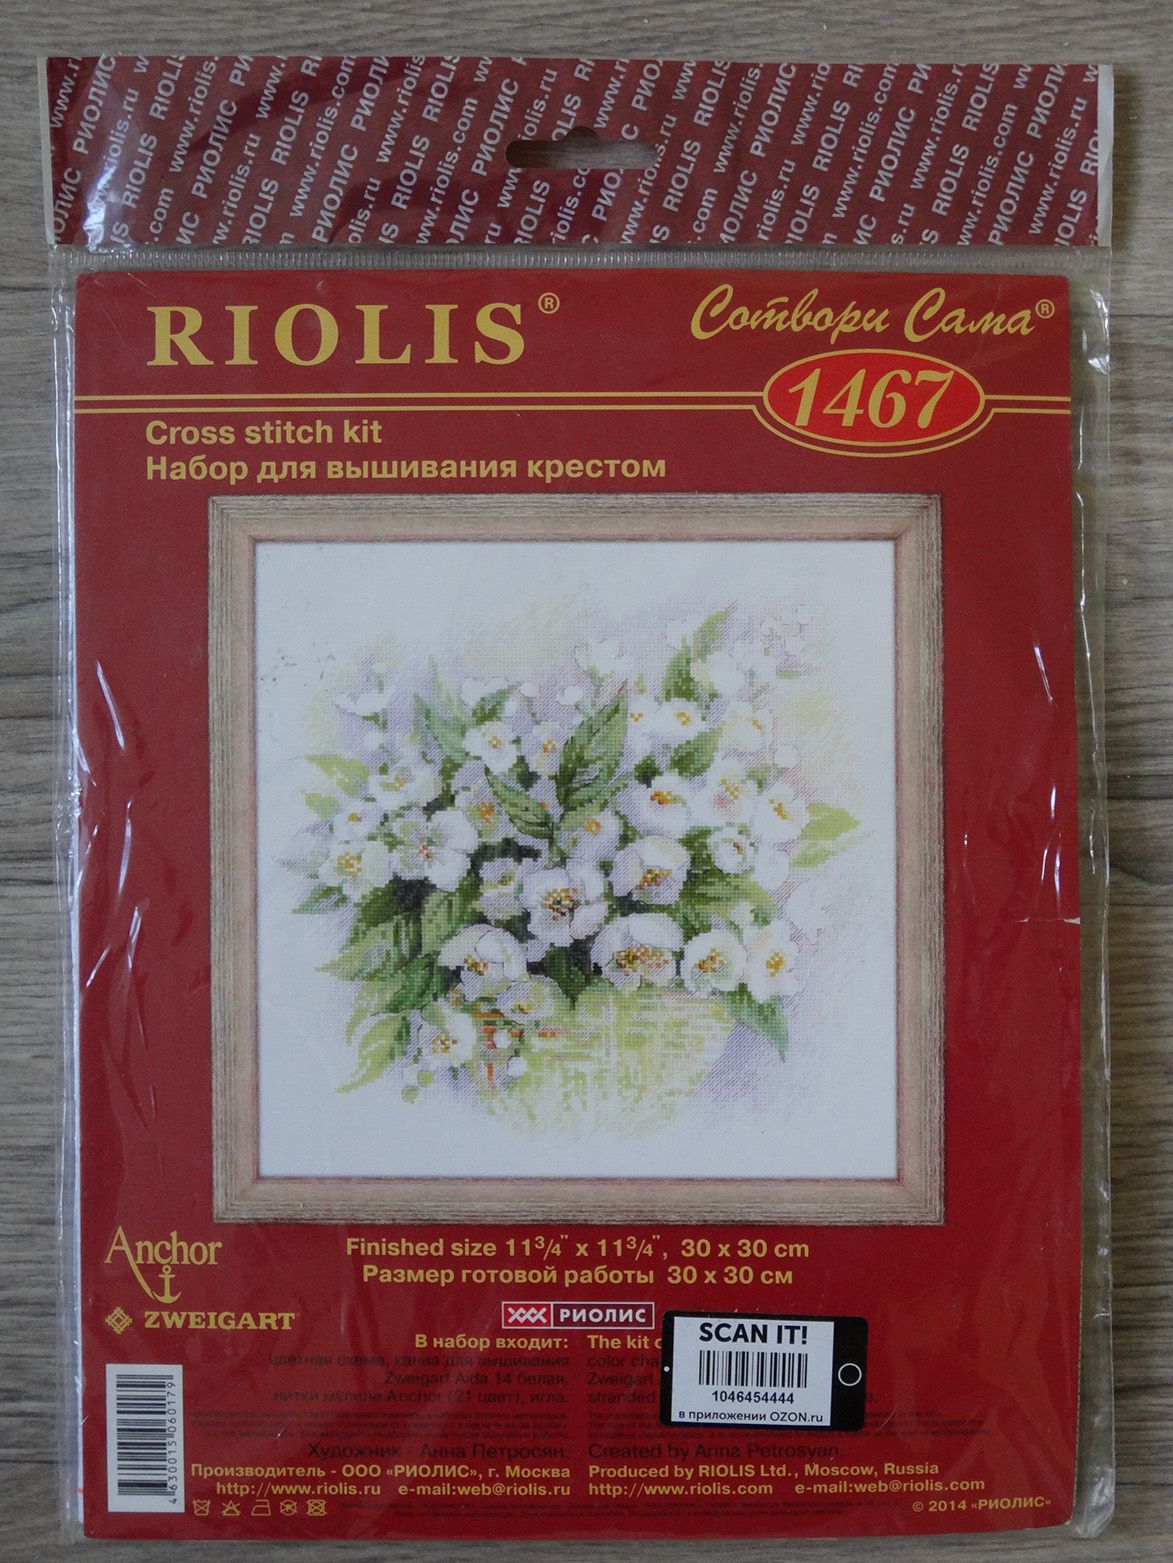 www.riolis.ru РИОЛИС RIOLIS www.riolis.com
RIOLIS®
Сотвори Сама®
1467
Cross stitch kit
Набор для вышивания крестом
Anchor
ZWEIGART
Finished size 11¾" x 11¾", 30 x 30 cm
Размер готовой работы 30 x 30 см
РИОЛИС
В набор входит:
цветная схема, канва для вышивания
Zweigart Aida 14 белая,
нитки мулине Anchor (21 цвет), игла.
Художник - Анна Петросян.
Производитель - ООО «РИОЛИС», г. Москва
http://www.riolis.ru e-mail:web@riolis.ru
The kit
color
Zweigart
stranded
Created by Anna Petrosyan.
Produced by RIOLIS Ltd., Moscow, Russia
http://www.riolis.com e-mail:web@riolis.com
© 2014 «РИОЛИС»
SCAN IT!
1046454444
в приложении OZON.ru
4630015060179